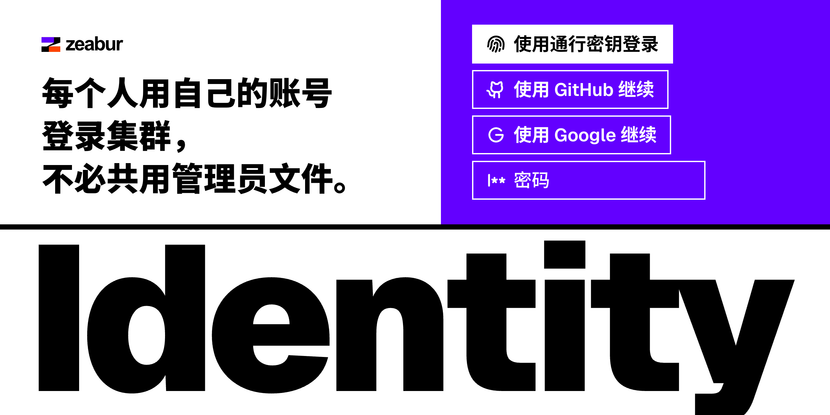 zeabur
每个人用自己的账号
登录集群，
不必共用管理员文件。
使用通行密钥登录
使用 GitHub 继续
使用 Google 继续
密码
Identity